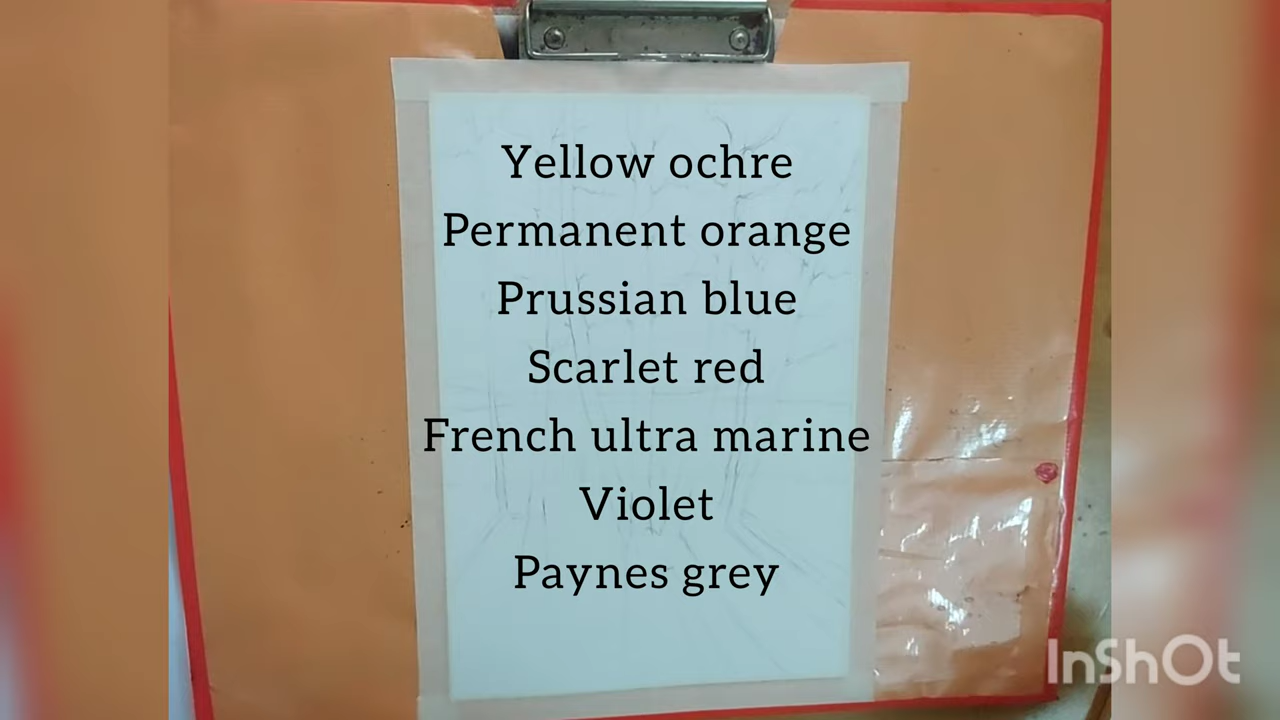 Yellow ochre
Permanent orange
Prussian blue
Scarlet red
French ultra marine
Violet
Paynes grey
InShOt